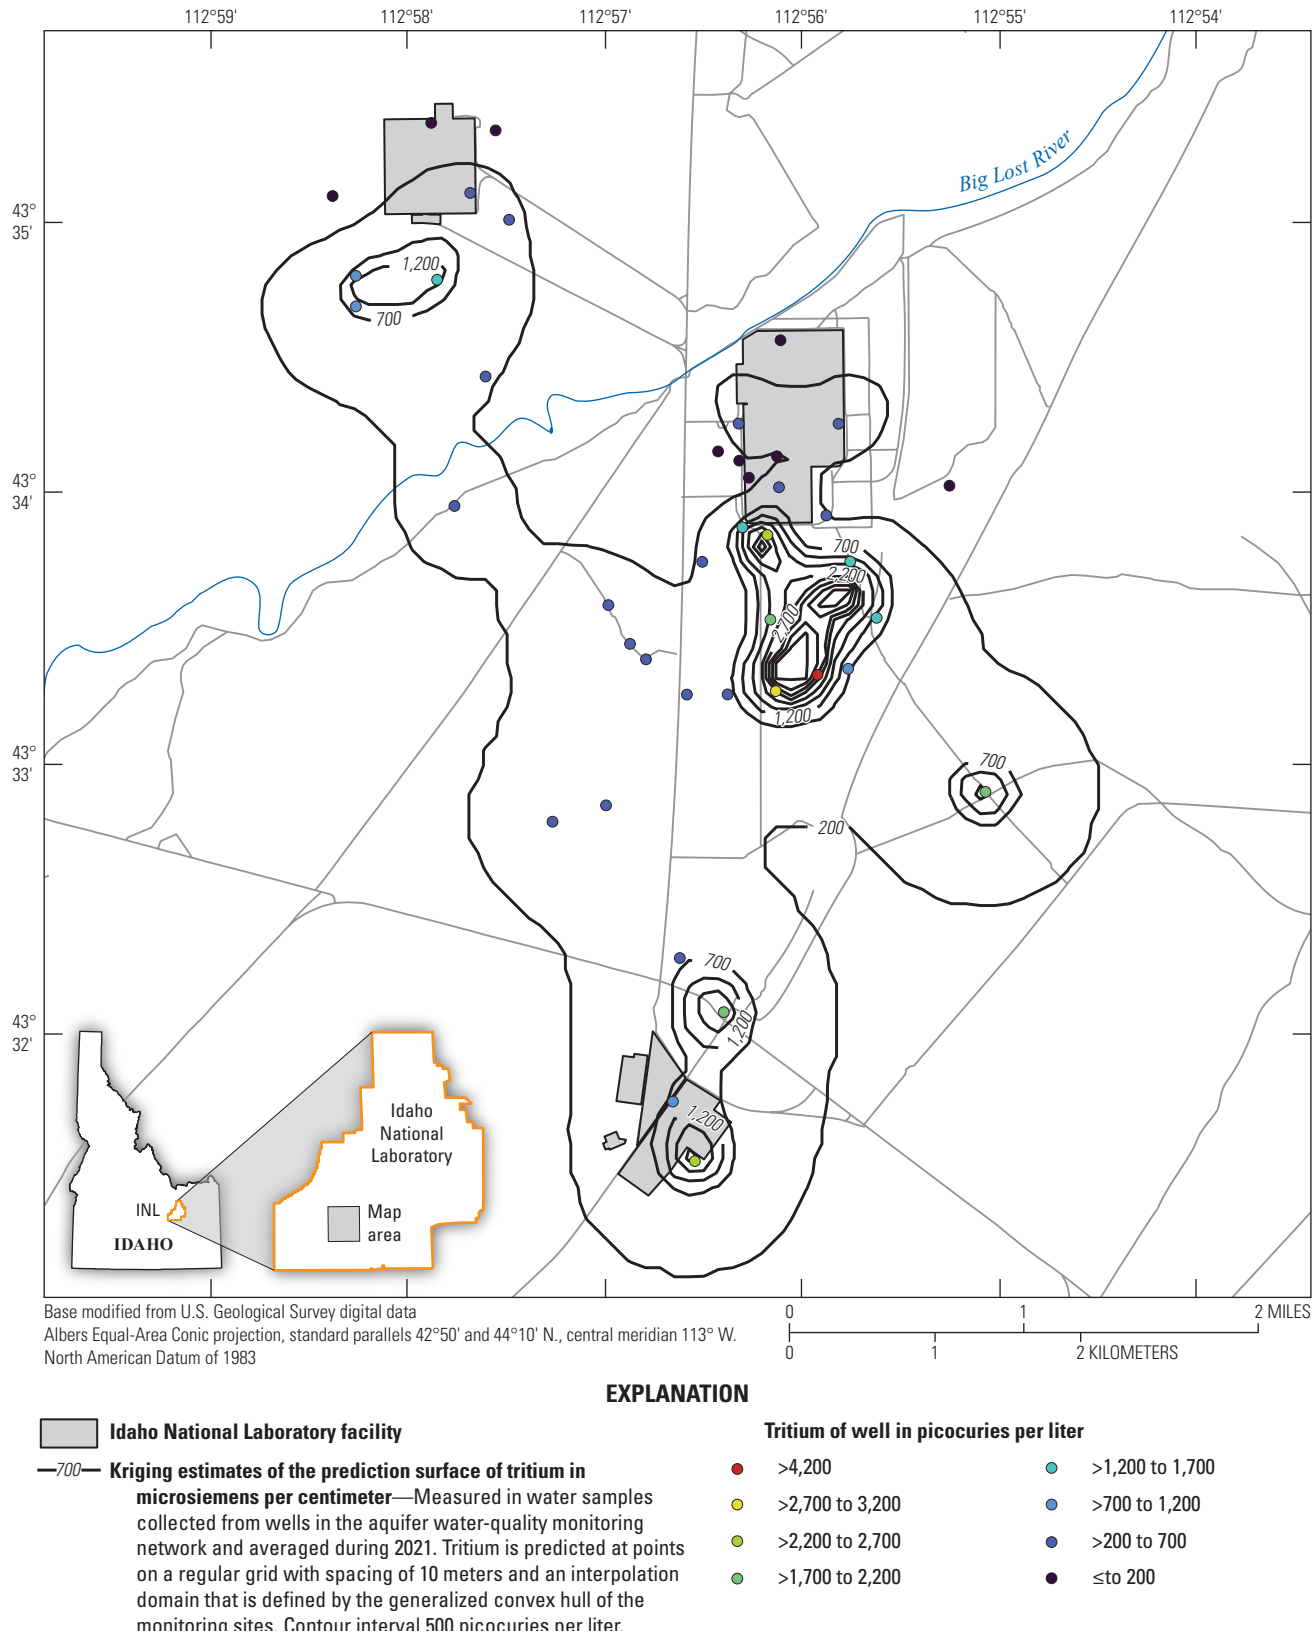 112°59' 112°58' 112°57' 112°56' 112°55' 112°54'
Big Lost River
43°
35'
1,200
700
43°
34'
700
2,200
2,700
1,200
43°
33'
700
200
700
1,200
43°
32'
1,200
Idaho
National
Laboratory
INL
Map
area
IDAHO
0 1 2 MILES
0 1 2 KILOMETERS
Base modified from U.S. Geological Survey digital data
Albers Equal-Area Conic projection, standard parallels 42°50' and 44°10' N., central meridian 113° W.
North American Datum of 1983
EXPLANATION
Idaho National Laboratory facility
700 Kriging estimates of the prediction surface of tritium in
microsiemens per centimeter—Measured in water samples
collected from wells in the aquifer water-quality monitoring
network and averaged during 2021. Tritium is predicted at points
on a regular grid with spacing of 10 meters and an interpolation
domain that is defined by the generalized convex hull of the
monitoring sites. Contour interval 500 picocuries per liter.
Tritium of well in picocuries per liter
>4,200
>2,700 to 3,200
>2,200 to 2,700
>1,700 to 2,200
>1,200 to 1,700
>700 to 1,200
>200 to 700
≤to 200